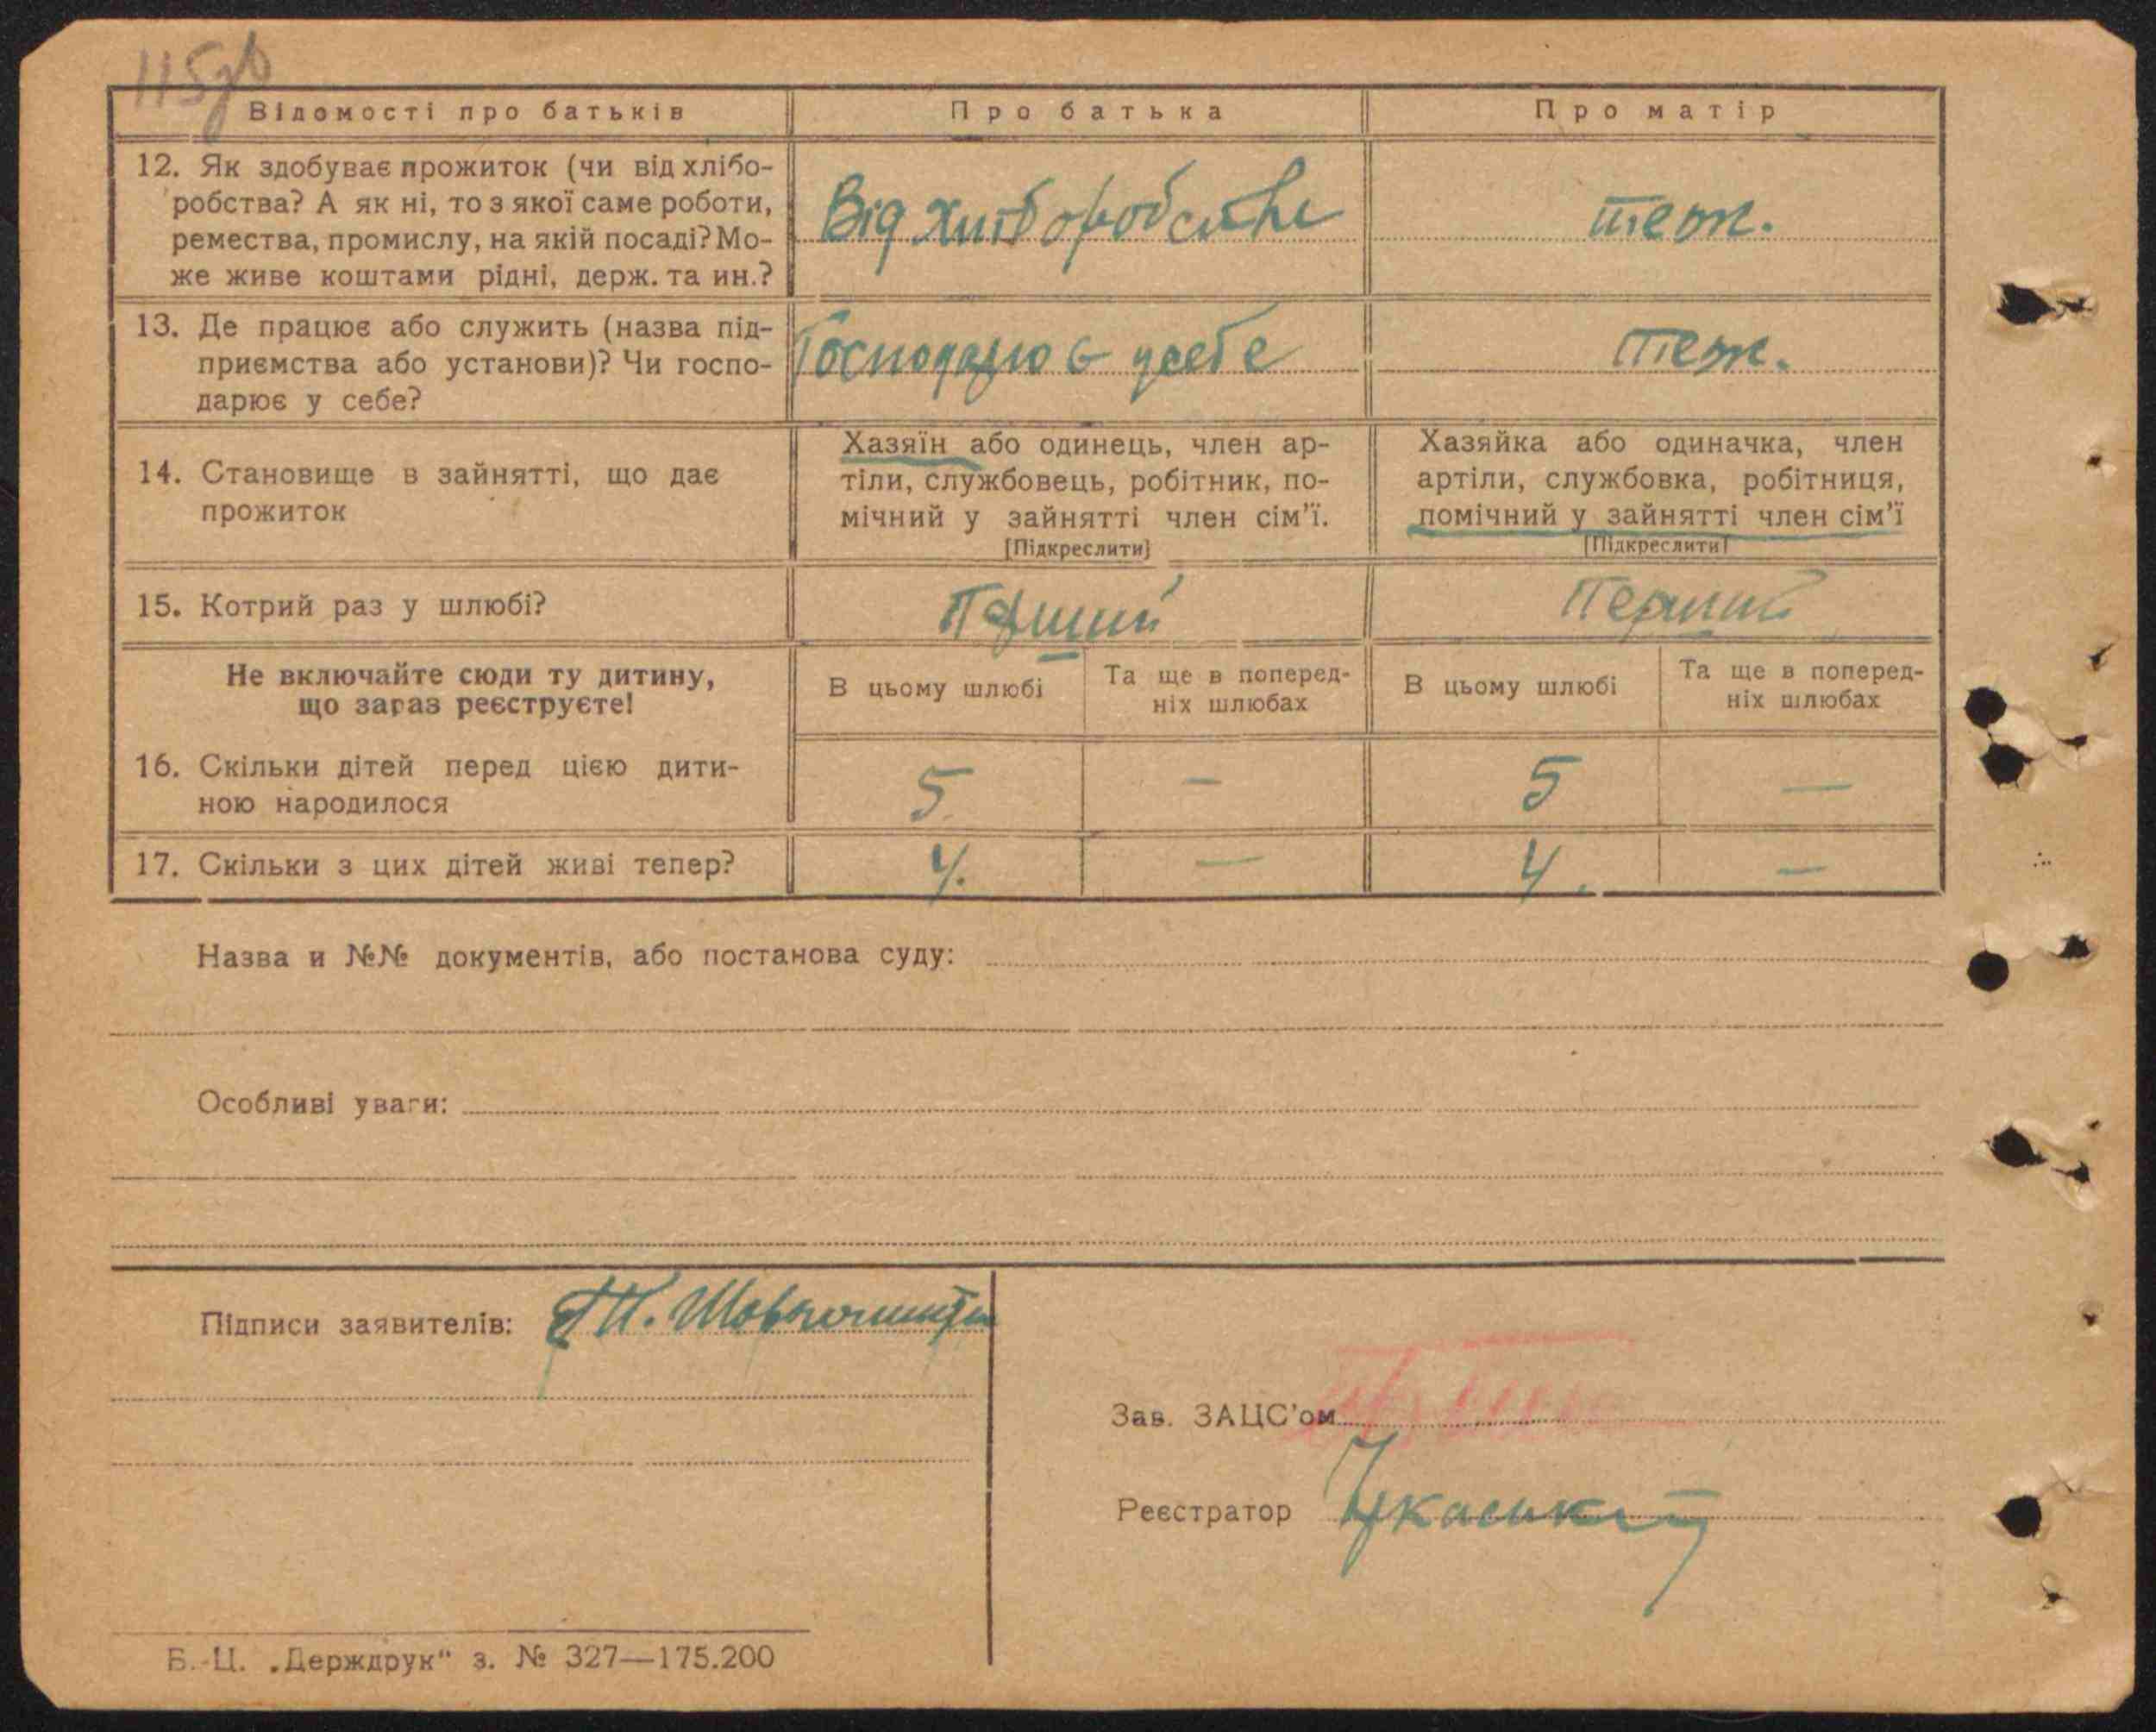 115зв
Відомості про батьків
Про батька
Про матір
12. Як здобуває прожиток (чи від хлібо-
робства? А як ні, то з якої саме роботи,
ремества, промислу, на якій посаді? Мо-
же живе коштами рідні, держ. та ин.?
Від хліборобства
теж.
13. Де працює або служить (назва під-
приємства або установи)? Чи госпо-
дарює у себе?
Господарює у себе
теж.
14. Становище в зайнятті, що дає
прожиток
Хазяїн або одинець, член ар-
тіли, службовець, робітник, по-
мічний у зайнятті член сім'ї.
[Підкреслити]
Хазяйка або одиначка, член
артіли, службовка, робітниця,
помічний у зайнятті член сім'ї
[Підкреслити]
15. Котрий раз у шлюбі?
Перший
Перший
Не включайте сюди ту дитину,
що зараз реєструєте!
В цьому шлюбі
Та ще в поперед-
ніх шлюбах
В цьому шлюбі
Та ще в поперед-
ніх шлюбах
16. Скільки дітей перед цією дити-
ною народилося
5 — 5 —
17. Скільки з цих дітей живі тепер?
4. — 4. —
Назва и №№ документів, або постанова суду:
Особливі уваги:
Підписи заявителів:
Зав. ЗАЦС'ом
Реєстратор
Б.-Ц. „Держдрук" з. № 327—175.200